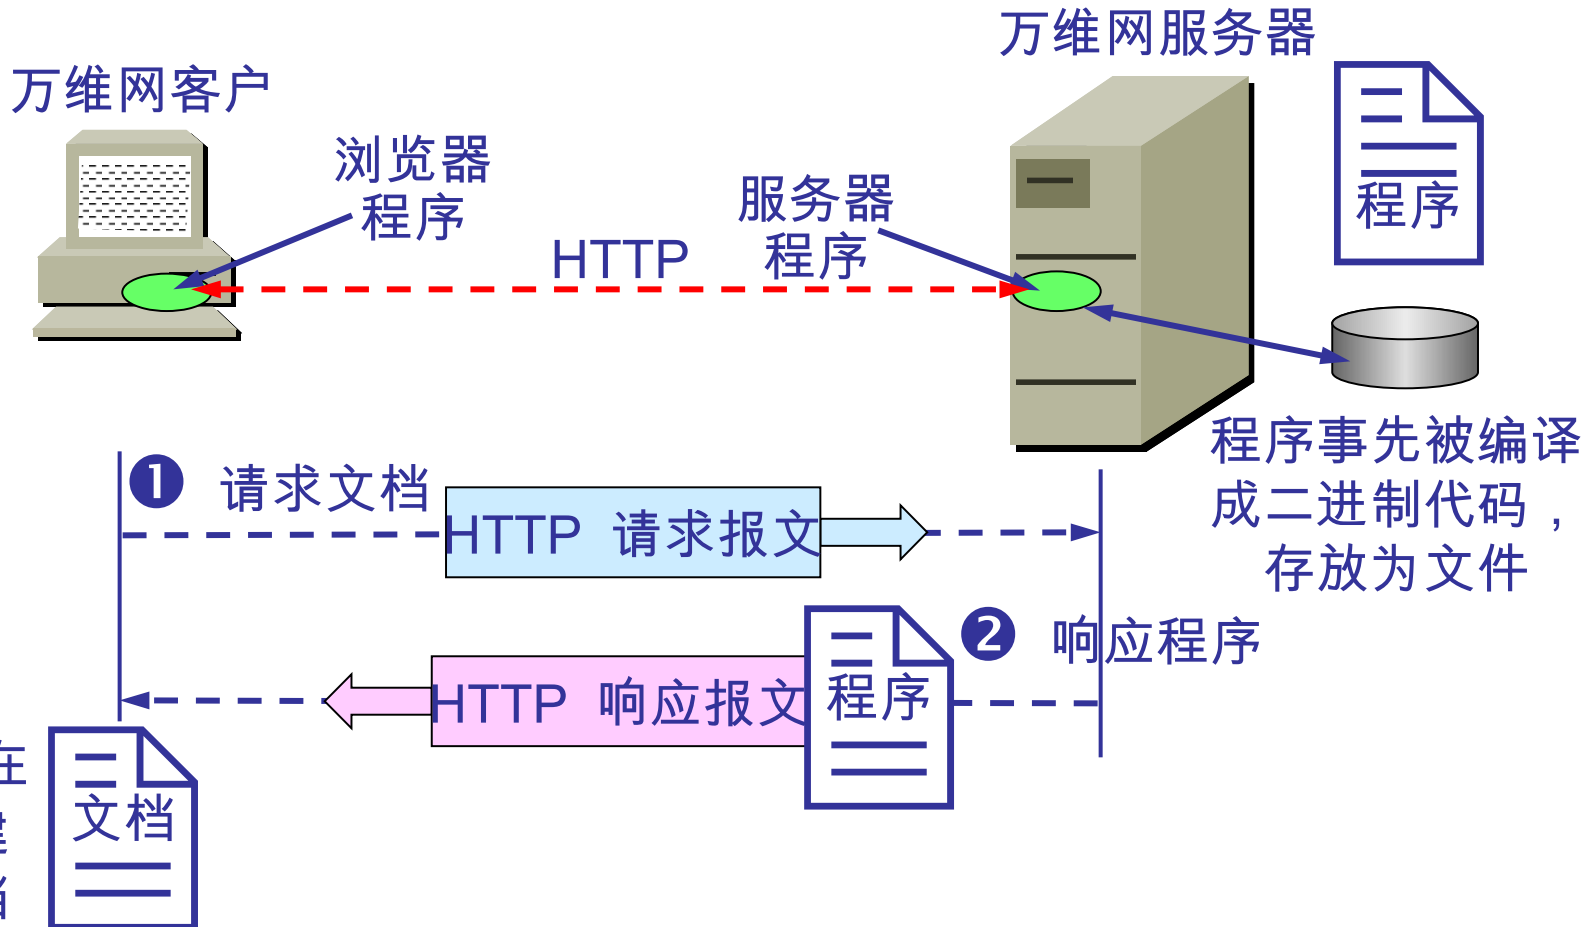 万维网服务器
万维网客户
浏览器
程序
服务器
程序
HTTP
程序
程序事先被编译
成二进制代码，
存放为文件
❶ 请求文档
HTTP 请求报文
❷ 响应程序
HTTP 响应报文
程序
在
文档